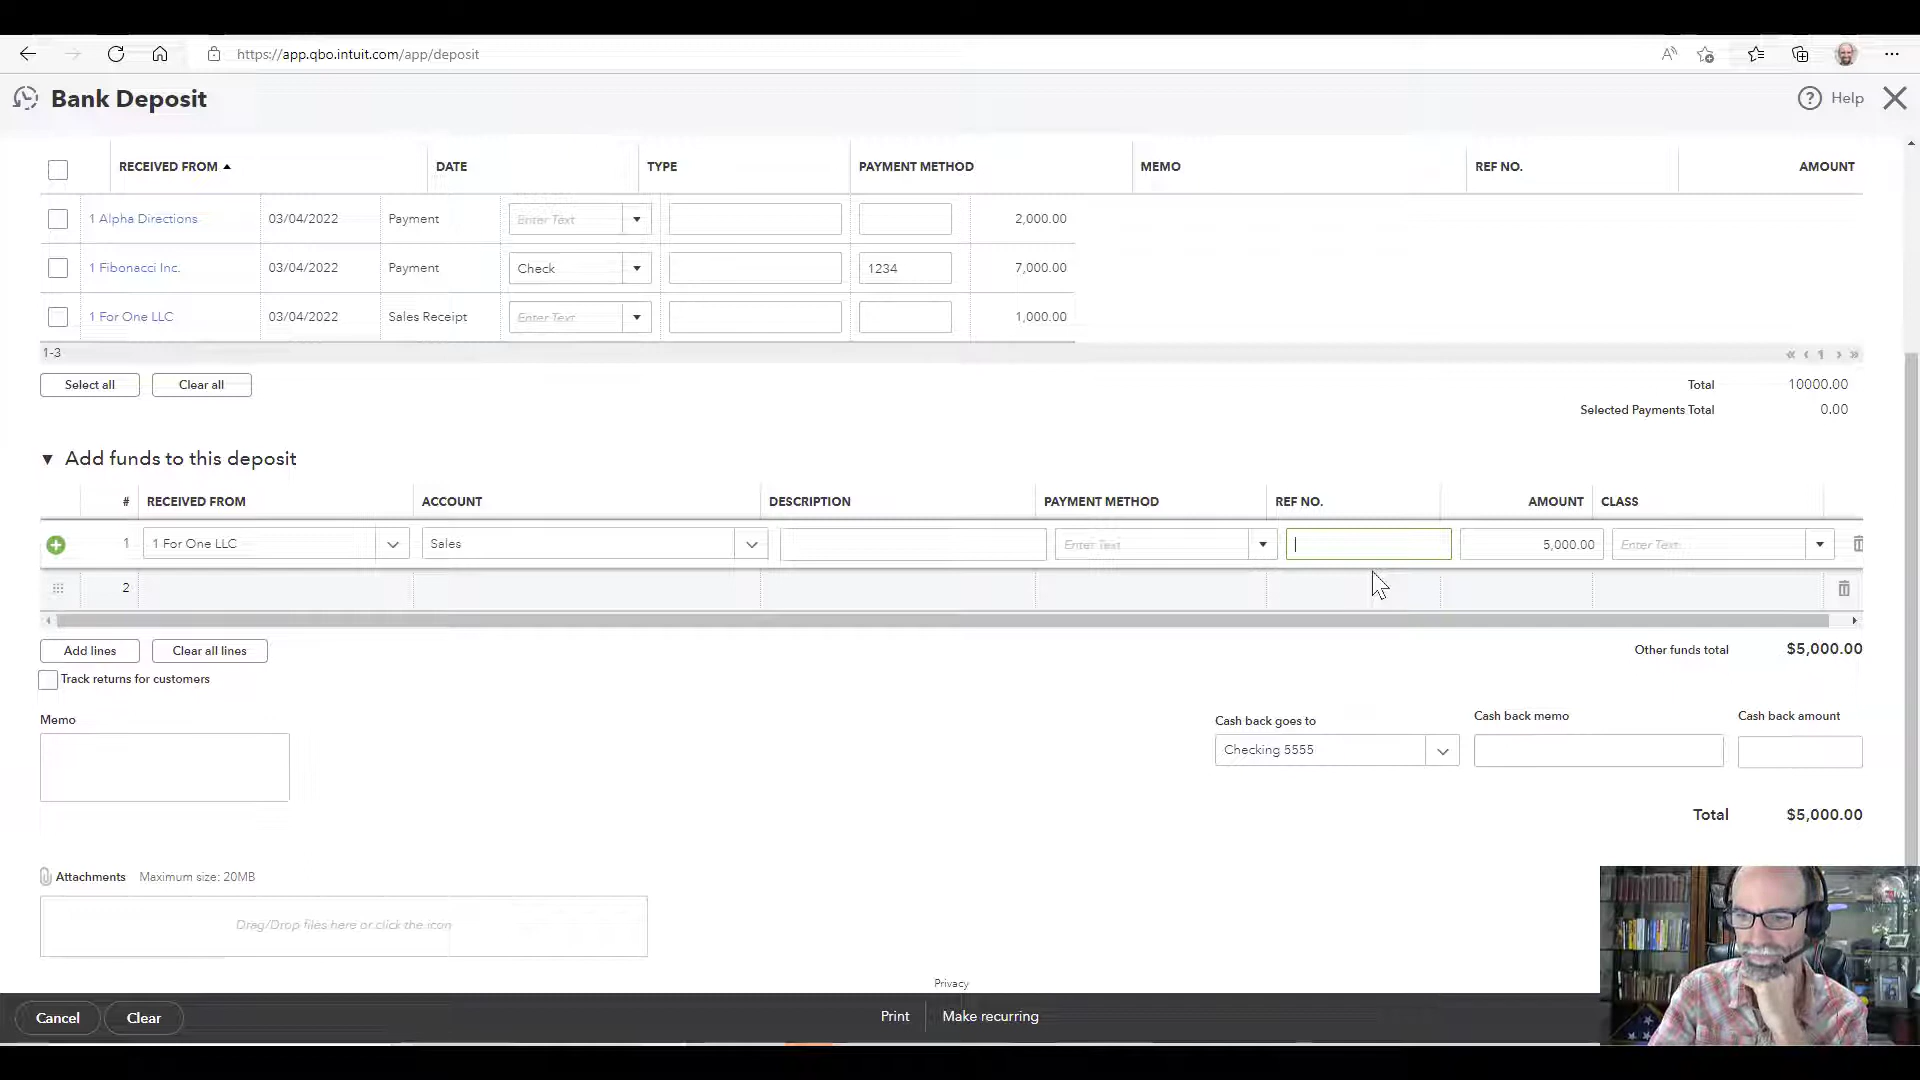 https://app.qbo.intuit.com/app/deposit
Bank Deposit
Help
RECEIVED FROM DATE TYPE PAYMENT METHOD MEMO REF NO. AMOUNT
1 Alpha Directions 03/04/2022 Payment Enter Text 2,000.00
1 Fibonacci Inc. 03/04/2022 Payment Check 1234 7,000.00
1 For One LLC 03/04/2022 Sales Receipt Enter Text 1,000.00
1-3 1
Select all Clear all Total 10000.00
Selected Payments Total 0.00
Add funds to this deposit
# RECEIVED FROM ACCOUNT DESCRIPTION PAYMENT METHOD REF NO. AMOUNT CLASS
1 1 For One LLC Sales Enter Text 5,000.00 Enter Text
2
Add lines Clear all lines Other funds total $5,000.00
Track returns for customers
Memo Cash back goes to Cash back memo Cash back amount
Checking 5555
Total $5,000.00
Attachments Maximum size: 20MB
Drag/Drop files here or click the icon
Privacy
Cancel Clear Print Make recurring